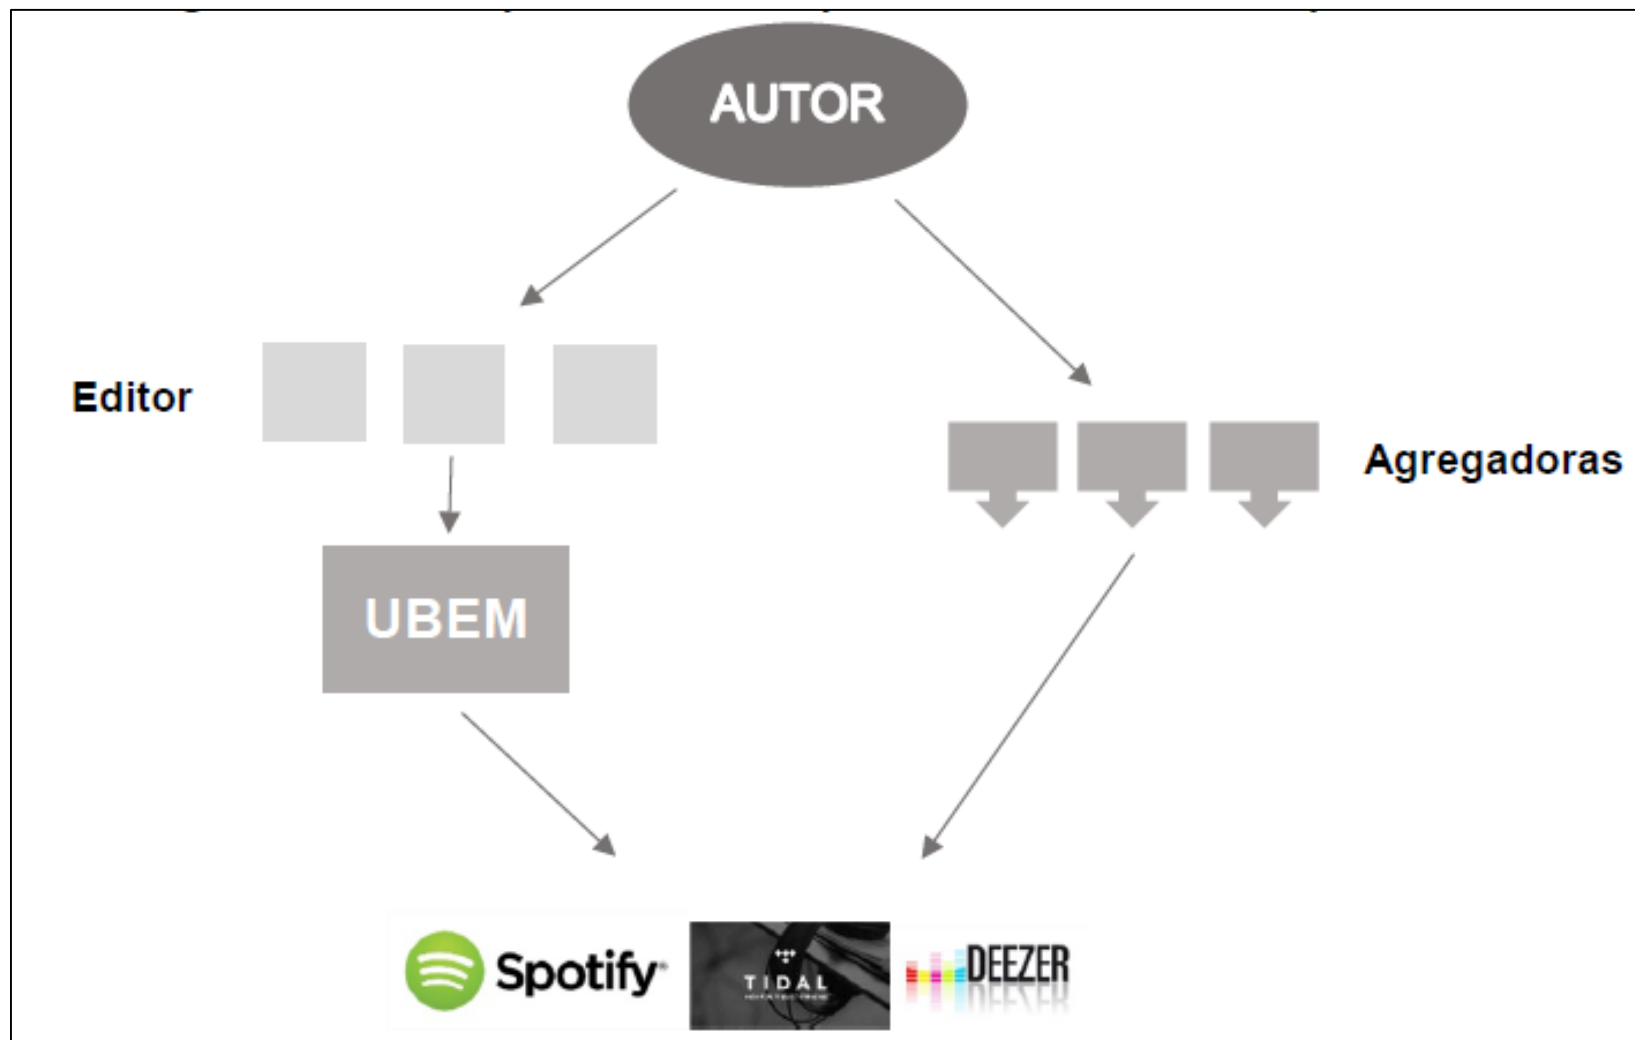 AUTOR
Editor
Agregadoras
UBEM
Spotify
TIDAL
DEEZER